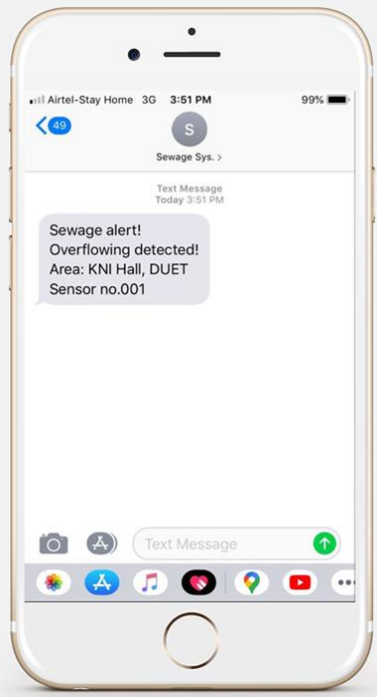 Airtel-Stay Home 3G 3:51 PM 99%
49
S
Sewage Sys. >
Text Message
Today 3:51 PM
Sewage alert!
Overflowing detected!
Area: KNI Hall, DUET
Sensor no.001
Text Message